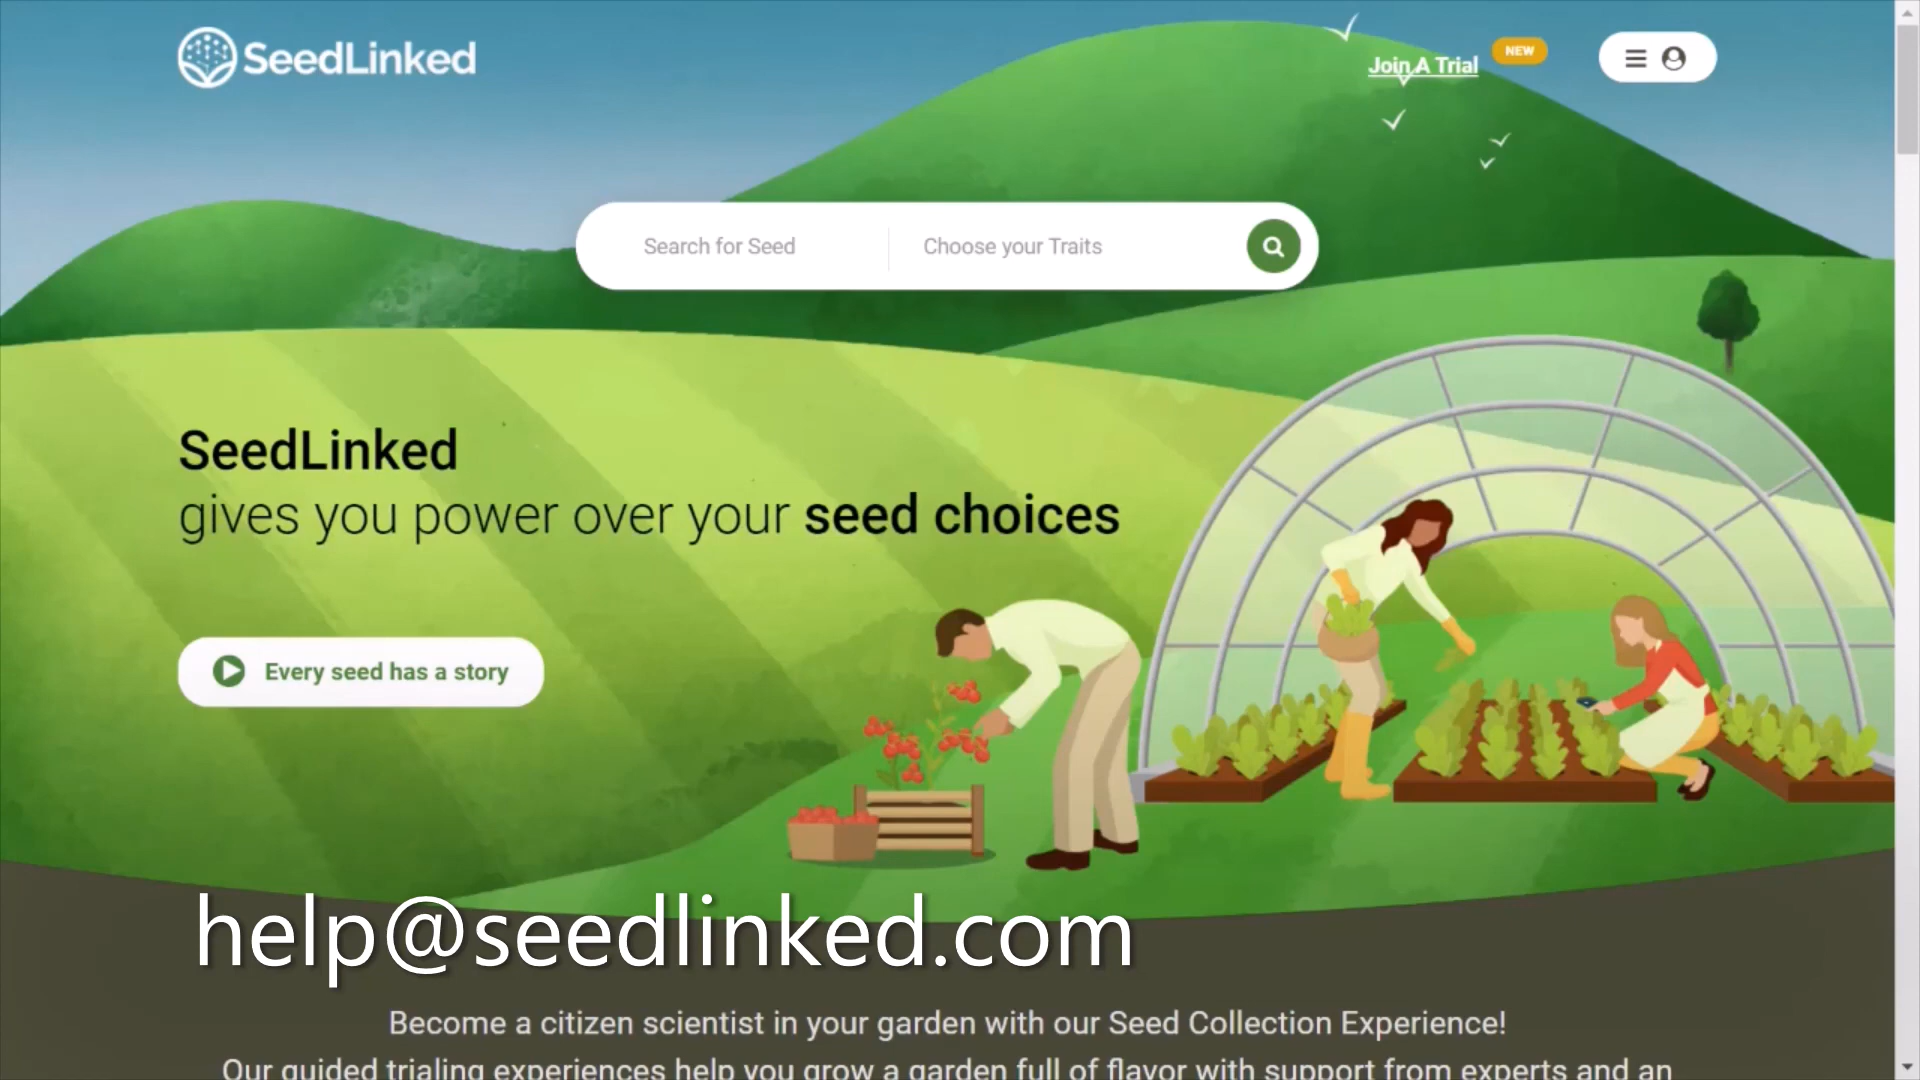 SeedLinked
Join A Trial
NEW
Search for Seed
Choose your Traits
SeedLinked
gives you power over your seed choices
Every seed has a story
help@seedlinked.com
Become a citizen scientist in your garden with our Seed Collection Experience!
Our guided trialing experiences help you grow a garden full of flavor with support from experts and an